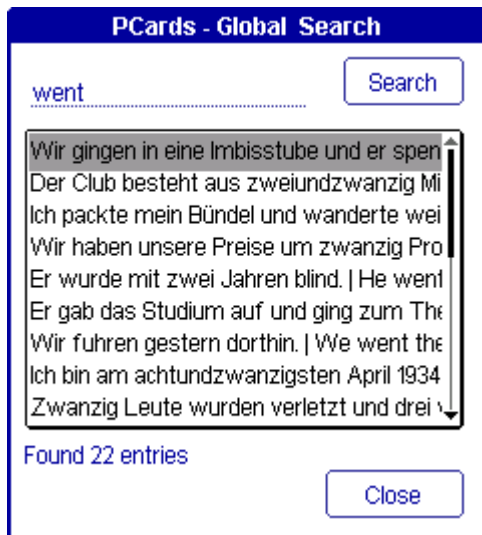 PCards - Global Search
went
Search
Wir gingen in eine Imbisstube und er spen
Der Club besteht aus zweiundzwanzig Mi
Ich packte mein Bündel und wanderte wei
Wir haben unsere Preise um zwanzig Pro
Er wurde mit zwei Jahren blind. | He went
Er gab das Studium auf und ging zum The
Wir fuhren gestern dorthin. | We went the
Ich bin am achtundzwanzigsten April 1934
Zwanzig Leute wurden verletzt und drei
Found 22 entries
Close